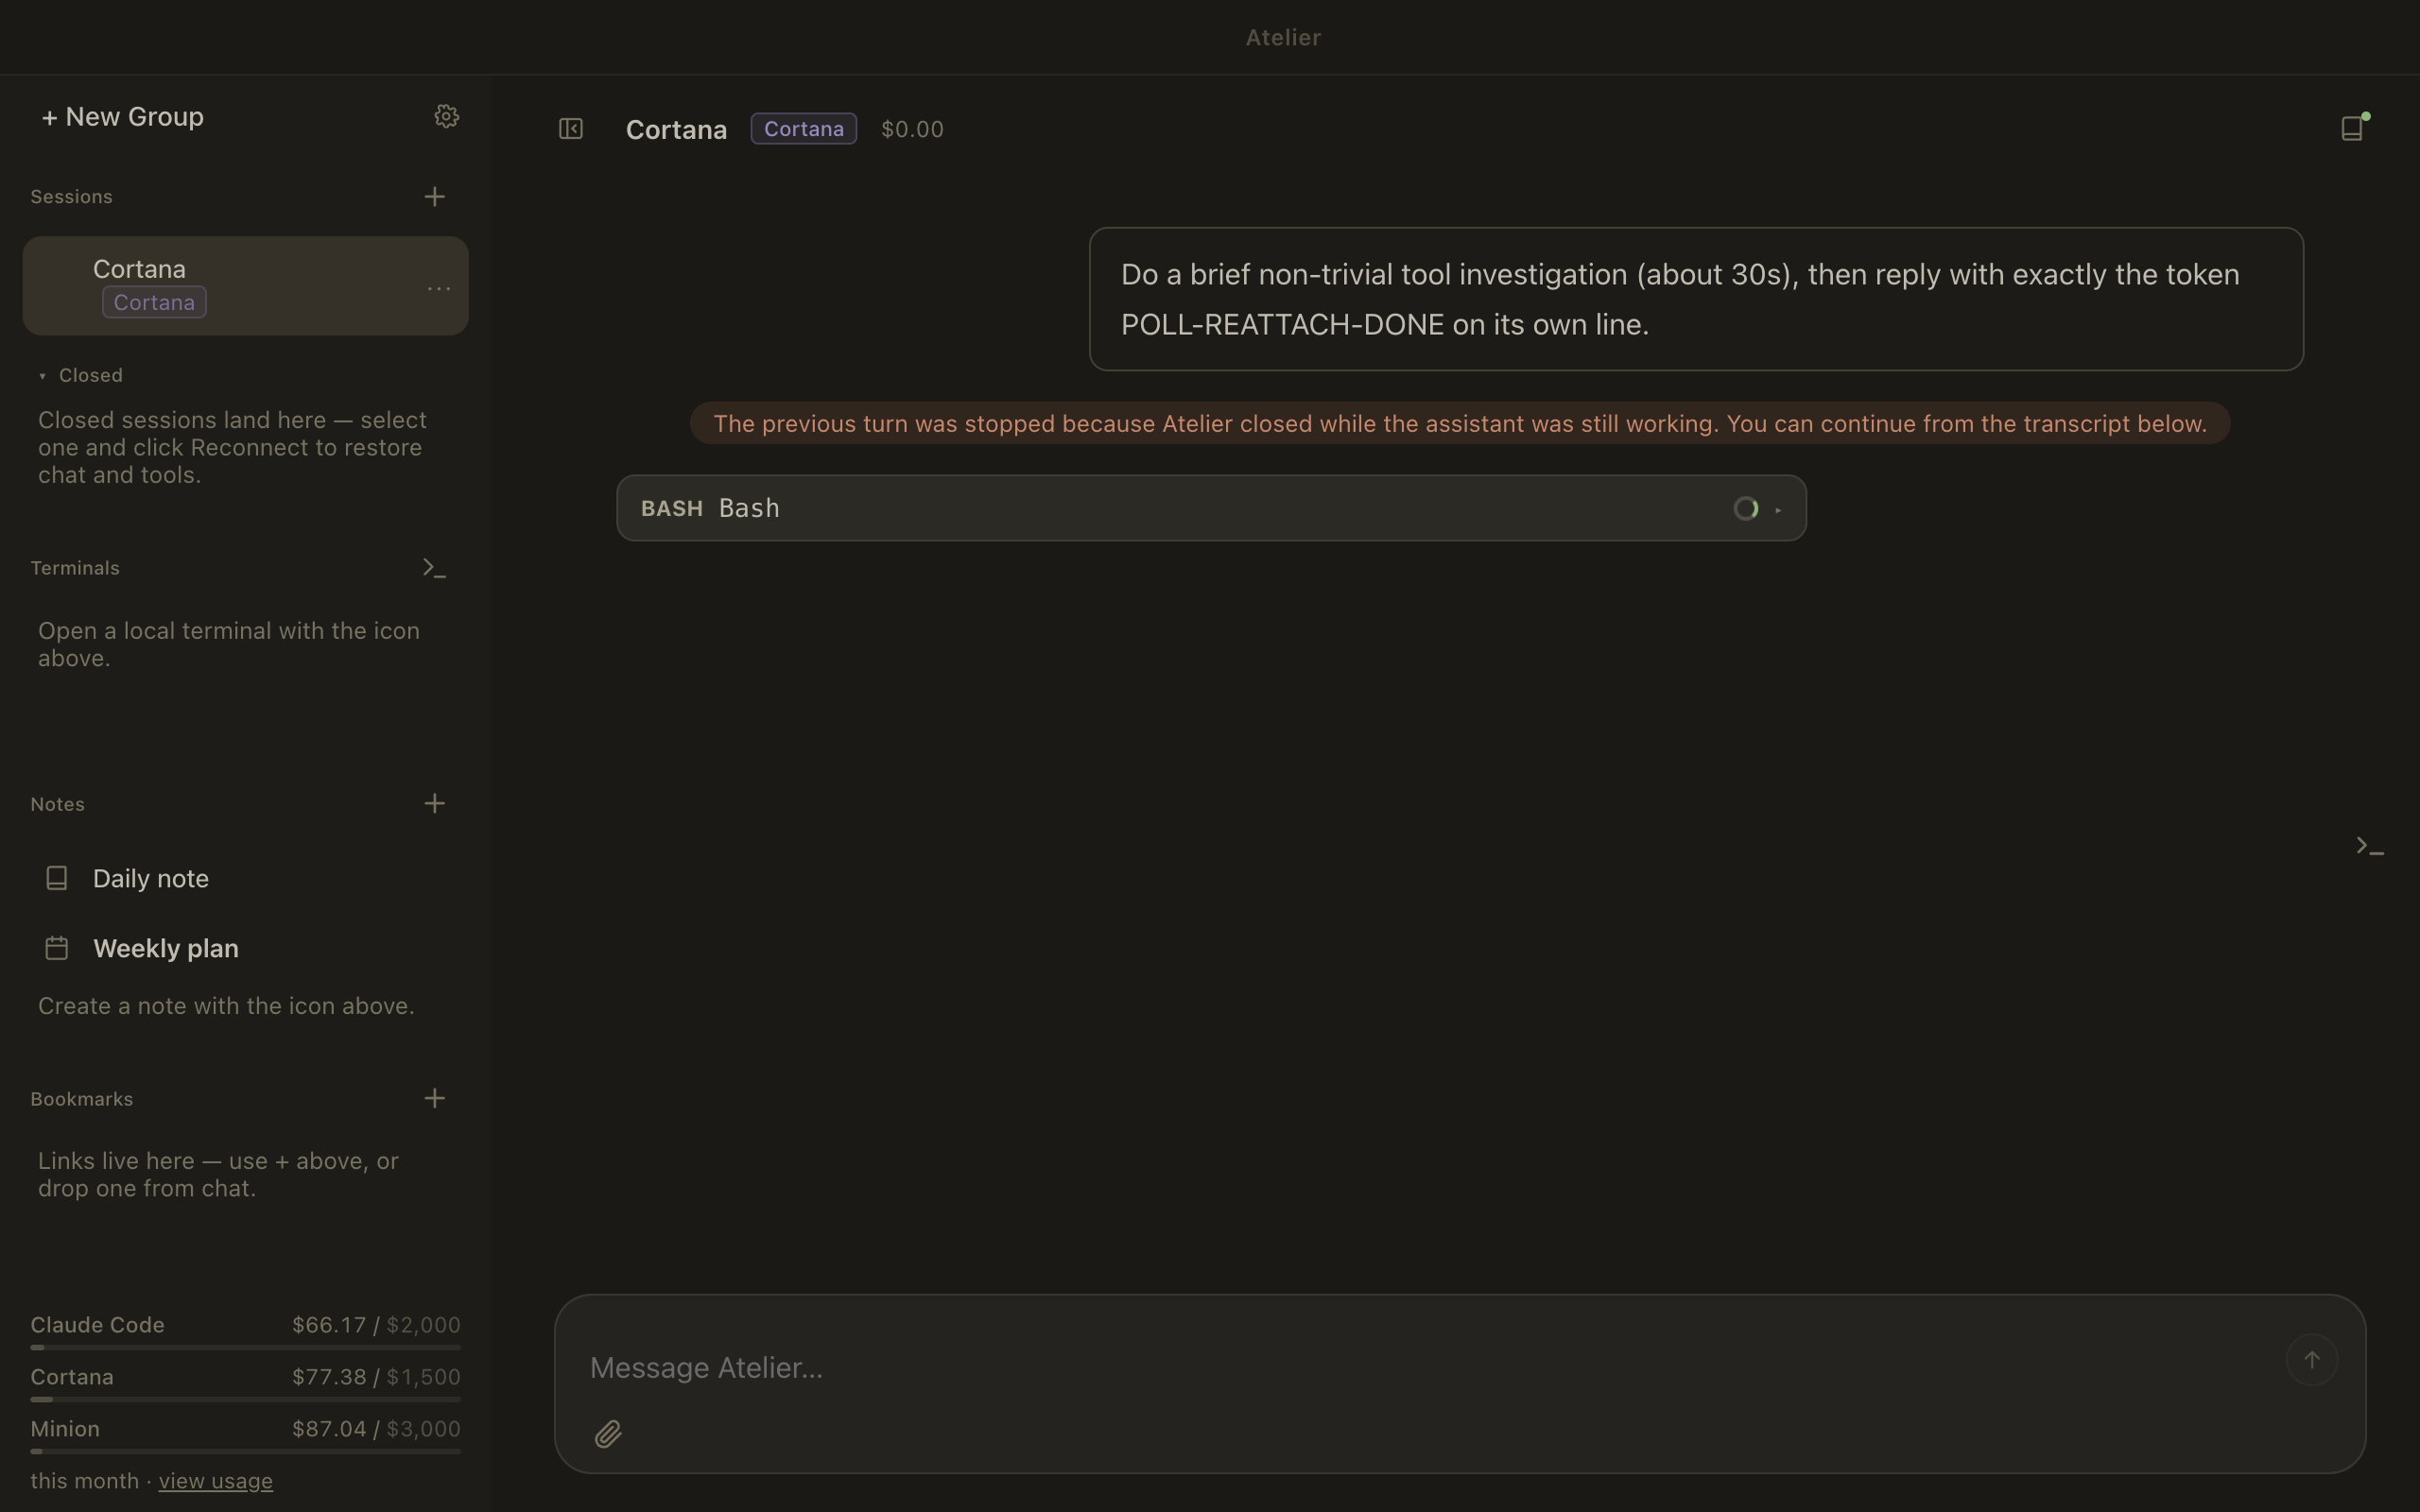 Atelier
+ New Group
Sessions
Cortana
Cortana
Closed
Closed sessions land here — select
one and click Reconnect to restore
chat and tools.
Terminals
Open a local terminal with the icon
above.
Notes
Daily note
Weekly plan
Create a note with the icon above.
Bookmarks
Links live here — use + above, or
drop one from chat.
Claude Code $66.17 / $2,000
Cortana $77.38 / $1,500
Minion $87.04 / $3,000
this month · view usage
Cortana Cortana $0.00
Do a brief non-trivial tool investigation (about 30s), then reply with exactly the token
POLL-REATTACH-DONE on its own line.
The previous turn was stopped because Atelier closed while the assistant was still working. You can continue from the transcript below.
BASH Bash
Message Atelier...